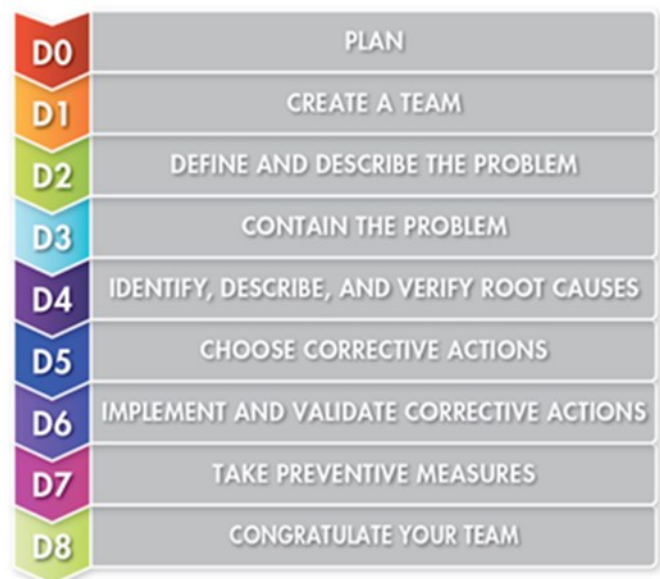 D0 PLAN
D1 CREATE A TEAM
D2 DEFINE AND DESCRIBE THE PROBLEM
D3 CONTAIN THE PROBLEM
D4 IDENTIFY, DESCRIBE, AND VERIFY ROOT CAUSES
D5 CHOOSE CORRECTIVE ACTIONS
D6 IMPLEMENT AND VALIDATE CORRECTIVE ACTIONS
D7 TAKE PREVENTIVE MEASURES
D8 CONGRATULATE YOUR TEAM